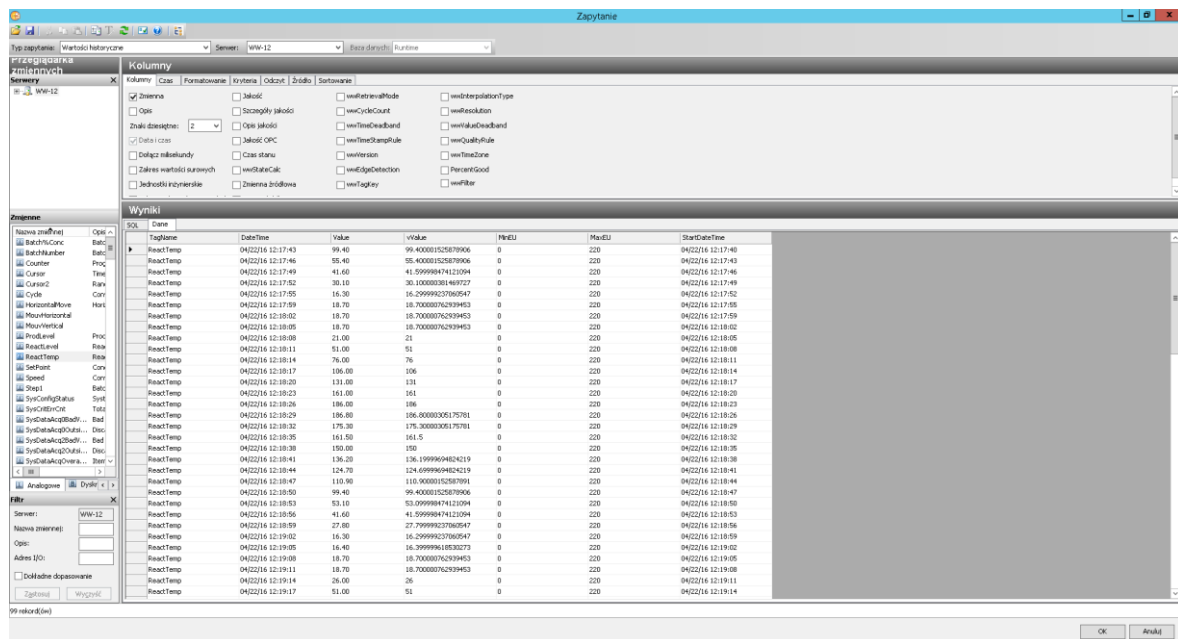 Zapytanie
Typ zapytania: Wartości historyczne Serwer: WW-12 Baza danych: Runtime
Przeglądarka zmiennych
Serwery
WW-12
Kolumny
Kolumny Czas Formatowanie Kryteria Odczyt Źródło Sortowanie
Zmienna Jakość wwRetrievalMode wwInterpolationType
Opis Szczegóły jakości wwCycleCount wwResolution
Znaki dziesiętne: 2 Opis jakości wwTimeDeadband wwValueDeadband
Data i czas Jakość OPC wwTimeStampRule wwQualityRule
Dołącz milisekundy Czas stanu wwVersion wwTimeZone
Zakres wartości surowych wwStateCalc wwEdgeDetection PercentGood
Jednostki inżynierskie Zmienna źródłowa wwTagKey wwFilter
Zmienne
Nazwa zmiennej Opis
Batch%Conc Batc
BatchNumber Batc
Counter Proc
Cursor Time
Cursor2 Ran
Cycle Con
HorizontalMove Hori
MouvHorizontal
MouvVertical
ProdLevel Proc
ReactLevel Rea
ReactTemp Rea
SetPoint Con
Speed Con
Step1 Batc
SysConfigStatus Syst
SysCritErrCnt Tota
SysDataAcq0BadV... Bad
SysDataAcq0Outsi... Disc
SysDataAcq2BadV... Bad
SysDataAcq2Outsi... Disc
SysDataAcqOvera... Item
Analogowe Dyskr
Filtr
Serwer: WW-12
Nazwa zmiennej:
Opis:
Adres I/O:
Dokładne dopasowanie
Zastosuj Wyczyść
Wyniki
SQL Dane
TagName DateTime Value vValue MinEU MaxEU StartDateTime
ReactTemp 04/22/16 12:17:43 99.40 99.400001525878906 0 220 04/22/16 12:17:40
ReactTemp 04/22/16 12:17:46 55.40 55.400001525878906 0 220 04/22/16 12:17:43
ReactTemp 04/22/16 12:17:49 41.60 41.599998474121094 0 220 04/22/16 12:17:46
ReactTemp 04/22/16 12:17:52 30.10 30.100000381469727 0 220 04/22/16 12:17:49
ReactTemp 04/22/16 12:17:55 16.30 16.299999237060547 0 220 04/22/16 12:17:52
ReactTemp 04/22/16 12:17:59 18.70 18.700000762939453 0 220 04/22/16 12:17:55
ReactTemp 04/22/16 12:18:02 18.70 18.700000762939453 0 220 04/22/16 12:17:59
ReactTemp 04/22/16 12:18:05 18.70 18.700000762939453 0 220 04/22/16 12:18:02
ReactTemp 04/22/16 12:18:08 21.00 21 0 220 04/22/16 12:18:05
ReactTemp 04/22/16 12:18:11 51.00 51 0 220 04/22/16 12:18:08
ReactTemp 04/22/16 12:18:14 76.00 76 0 220 04/22/16 12:18:11
ReactTemp 04/22/16 12:18:17 106.00 106 0 220 04/22/16 12:18:14
ReactTemp 04/22/16 12:18:20 131.00 131 0 220 04/22/16 12:18:17
ReactTemp 04/22/16 12:18:23 161.00 161 0 220 04/22/16 12:18:20
ReactTemp 04/22/16 12:18:26 186.00 186 0 220 04/22/16 12:18:23
ReactTemp 04/22/16 12:18:29 186.80 186.80000305175781 0 220 04/22/16 12:18:26
ReactTemp 04/22/16 12:18:32 175.30 175.30000305175781 0 220 04/22/16 12:18:29
ReactTemp 04/22/16 12:18:35 161.50 161.5 0 220 04/22/16 12:18:32
ReactTemp 04/22/16 12:18:38 150.00 150 0 220 04/22/16 12:18:35
ReactTemp 04/22/16 12:18:41 136.20 136.19999694824219 0 220 04/22/16 12:18:38
ReactTemp 04/22/16 12:18:44 124.70 124.69999694824219 0 220 04/22/16 12:18:41
ReactTemp 04/22/16 12:18:47 110.90 110.90000152587891 0 220 04/22/16 12:18:44
ReactTemp 04/22/16 12:18:50 99.40 99.400001525878906 0 220 04/22/16 12:18:47
ReactTemp 04/22/16 12:18:53 53.10 53.099998474121094 0 220 04/22/16 12:18:50
ReactTemp 04/22/16 12:18:56 41.60 41.599998474121094 0 220 04/22/16 12:18:53
ReactTemp 04/22/16 12:18:59 27.80 27.799999237060547 0 220 04/22/16 12:18:56
ReactTemp 04/22/16 12:19:02 16.30 16.299999237060547 0 220 04/22/16 12:18:59
ReactTemp 04/22/16 12:19:05 16.40 16.399999618530273 0 220 04/22/16 12:19:02
ReactTemp 04/22/16 12:19:08 18.70 18.700000762939453 0 220 04/22/16 12:19:05
ReactTemp 04/22/16 12:19:11 18.70 18.700000762939453 0 220 04/22/16 12:19:08
ReactTemp 04/22/16 12:19:14 26.00 26 0 220 04/22/16 12:19:11
ReactTemp 04/22/16 12:19:17 51.00 51 0 220 04/22/16 12:19:14
99 rekord(ów)
OK Anuluj